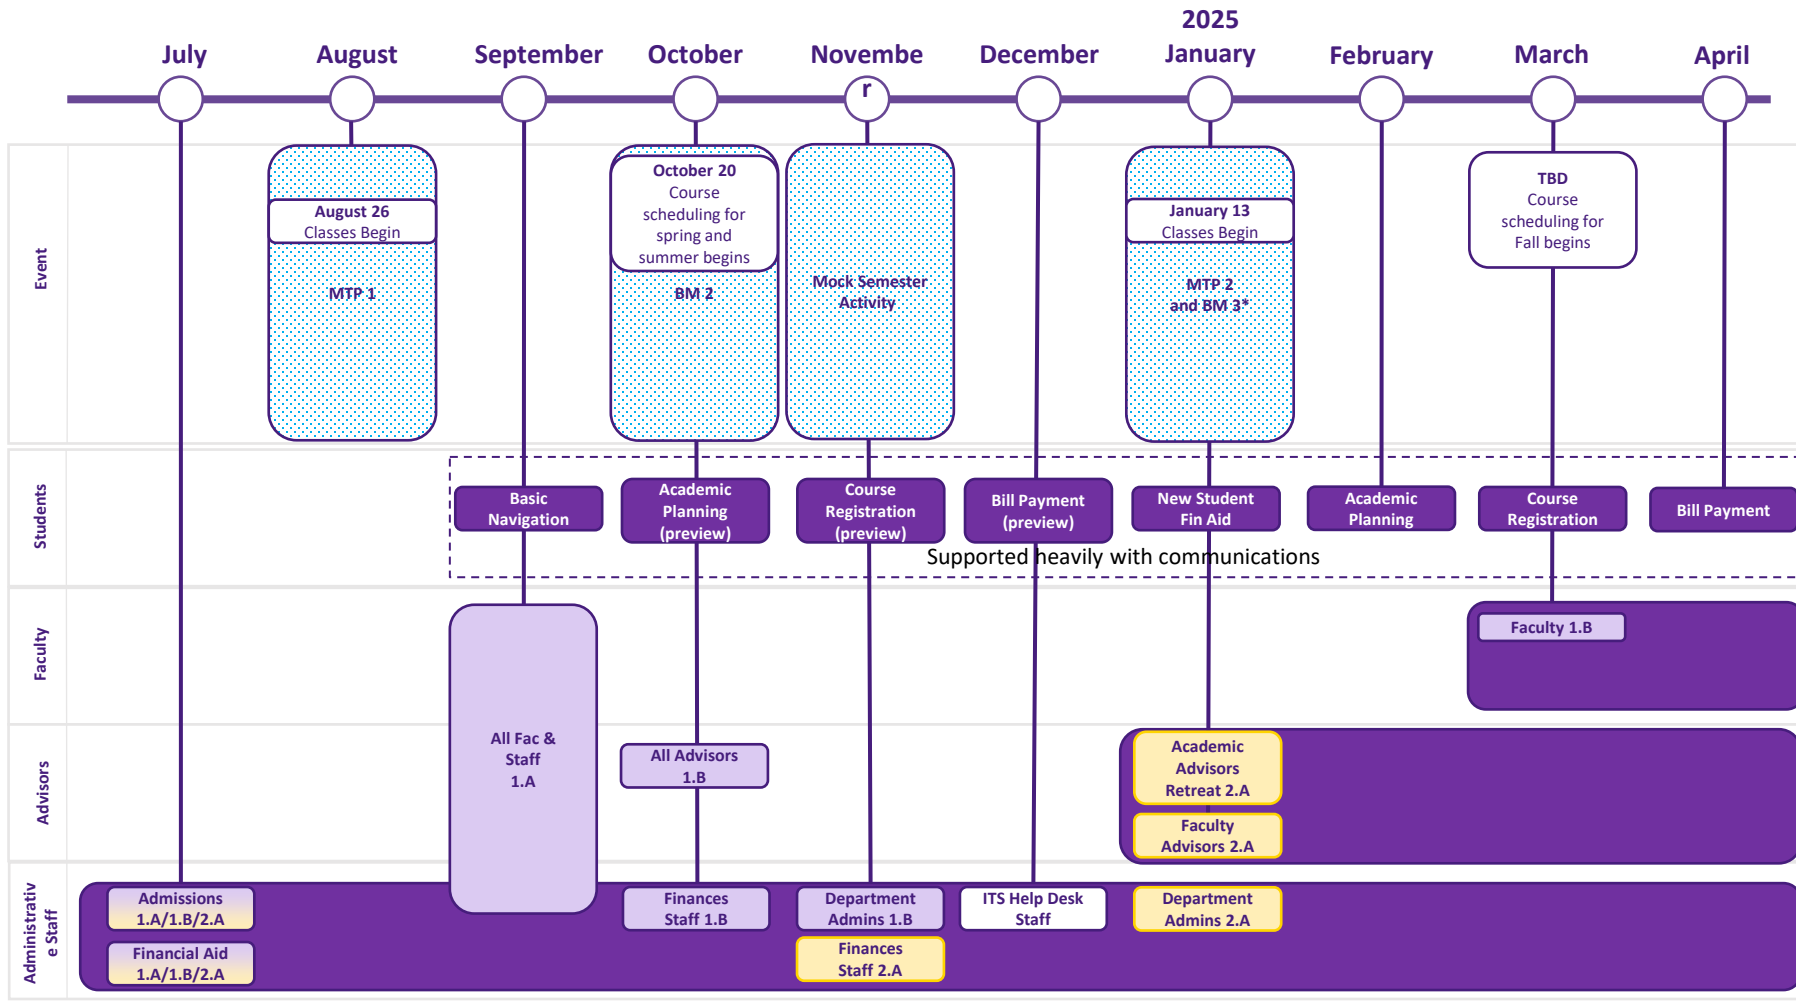 2025
July
August
September
October
Novembe
r
December
January
February
March
April
Event
August 26
Classes Begin
MTP 1
October 20
Course
scheduling for
spring and
summer begins
BM 2
Mock Semester
Activity
January 13
Classes Begin
MTP 2
and BM 3*
TBD
Course
scheduling for
Fall begins
Students
Basic
Navigation
Academic
Planning
(preview)
Course
Registration
(preview)
Bill Payment
(preview)
New Student
Fin Aid
Academic
Planning
Course
Registration
Bill Payment
Supported heavily with communications
Faculty
All Fac &
Staff
1.A
Faculty 1.B
Advisors
All Advisors
1.B
Academic
Advisors
Retreat 2.A
Faculty
Advisors 2.A
Administrativ
e Staff
Admissions
1.A/1.B/2.A
Financial Aid
1.A/1.B/2.A
Finances
Staff 1.B
Department
Admins 1.B
Finances
Staff 2.A
ITS Help Desk
Staff
Department
Admins 2.A